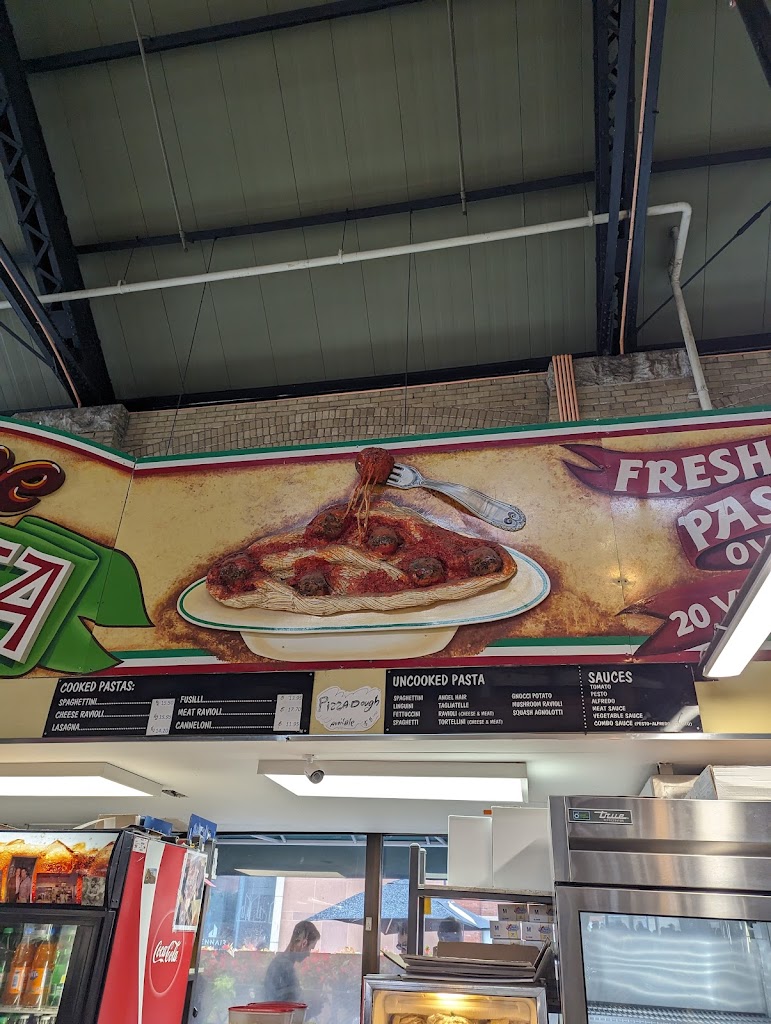 FRESH
PAS
20
COOKED PASTAS:
SPAGHETTINI
CHEESE RAVIOLI
LASAGNA
FUSILLI
MEAT RAVIOLI
CANNELONI
PIZZA DOUGH
UNCOOKED PASTA
SPAGHETTINI
LINGUINI
FETTUCCINI
SPAGHETTI
ANGEL HAIR
TAGLIATELLE
RAVIOLI (CHEESE & MEAT)
TORTELLINI (CHEESE & MEAT)
GNOCCI POTATO
MUSHROOM RAVIOLI
SQUASH AGNOLOTTI
SAUCES
TOMATO
PESTO
ALFREDO
MEAT SAUCE
VEGETABLE SAUCE
COMBO SAUCE
True
Coca-Cola